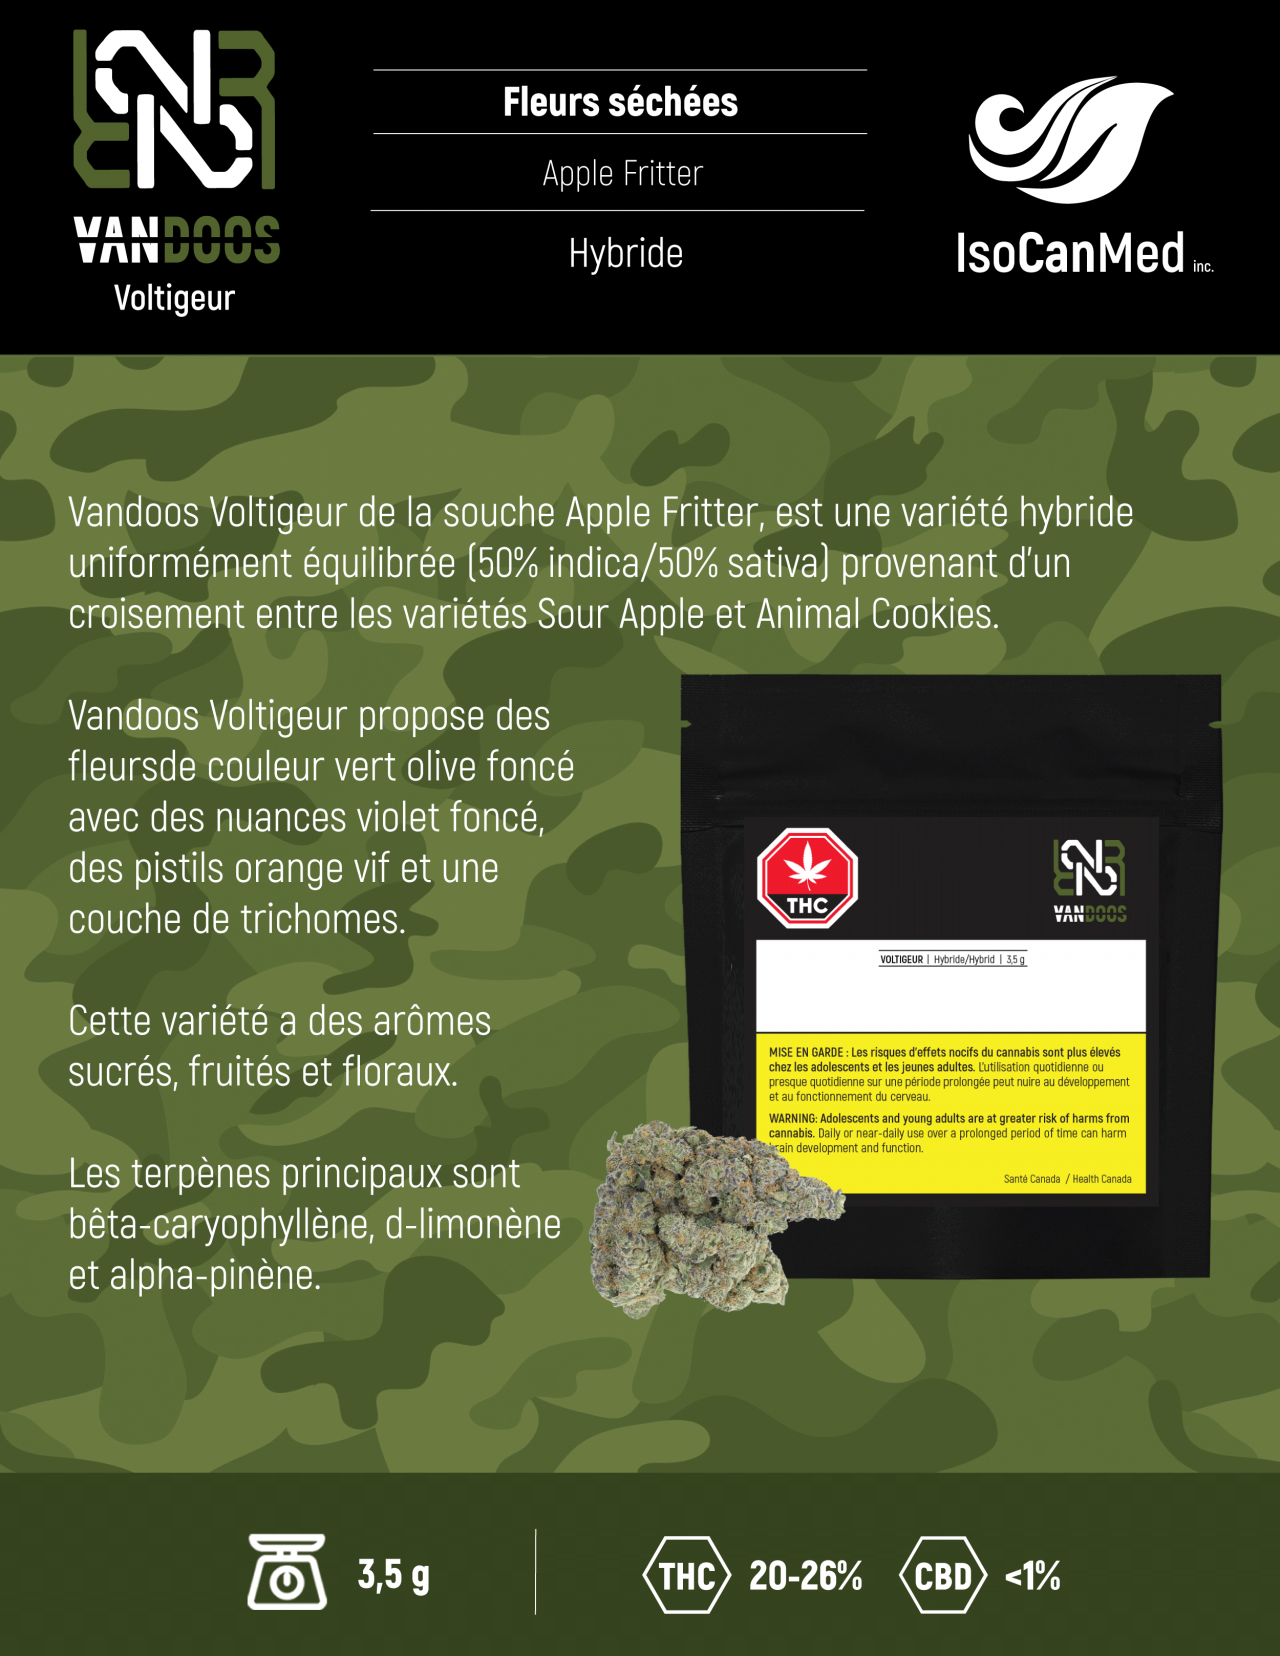 VANDOOS
Voltigeur
Fleurs séchées
Apple Fritter
Hybride
IsoCanMed inc.
Vandoos Voltigeur de la souche Apple Fritter, est une variété hybride
uniformément équilibrée (50% indica/50% sativa) provenant d'un
croisement entre les variétés Sour Apple et Animal Cookies.
Vandoos Voltigeur propose des
fleursde couleur vert olive foncé
avec des nuances violet foncé,
des pistils orange vif et une
couche de trichomes.
Cette variété a des arômes
sucrés, fruités et floraux.
Les terpènes principaux sont
bêta-caryophyllène, d-limonène
et alpha-pinène.
THC
VANDOOS
VOLTIGEUR | Hybride/Hybrid | 3,5 g
MISE EN GARDE : Les risques d'effets nocifs du cannabis sont plus élevés
chez les adolescents et les jeunes adultes. L'utilisation quotidienne ou
presque quotidienne sur une période prolongée peut nuire au développement
et au fonctionnement du cerveau.
WARNING: Adolescents and young adults are at greater risk of harms from
cannabis. Daily or near-daily use over a prolonged period of time can harm
brain development and function.
Santé Canada / Health Canada
3,5 g
THC 20-26%
CBD <1%